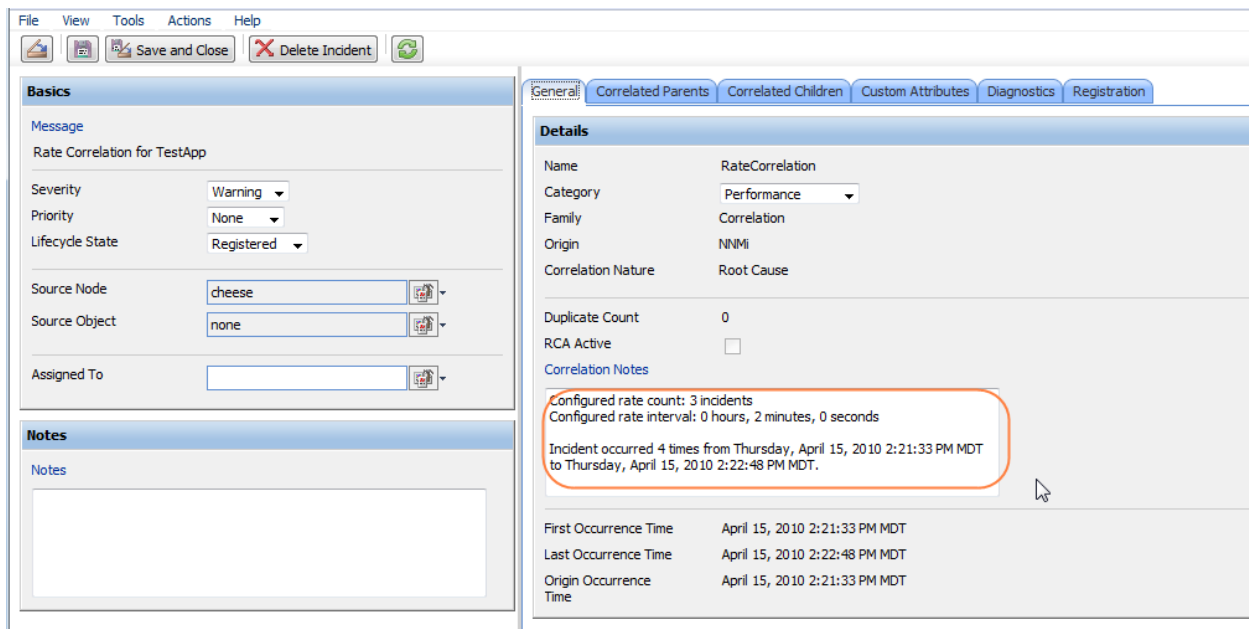 File View Tools Actions Help
Save and Close Delete Incident
Basics
Message
Rate Correlation for TestApp
Severity Warning
Priority None
Lifecycle State Registered
Source Node cheese
Source Object none
Assigned To
Notes
Notes
General Correlated Parents Correlated Children Custom Attributes Diagnostics Registration
Details
Name RateCorrelation
Category Performance
Family Correlation
Origin NNMi
Correlation Nature Root Cause
Duplicate Count 0
RCA Active
Correlation Notes
Configured rate count: 3 incidents
Configured rate interval: 0 hours, 2 minutes, 0 seconds
Incident occurred 4 times from Thursday, April 15, 2010 2:21:33 PM MDT
to Thursday, April 15, 2010 2:22:48 PM MDT.
First Occurrence Time April 15, 2010 2:21:33 PM MDT
Last Occurrence Time April 15, 2010 2:22:48 PM MDT
Origin Occurrence April 15, 2010 2:21:33 PM MDT
Time